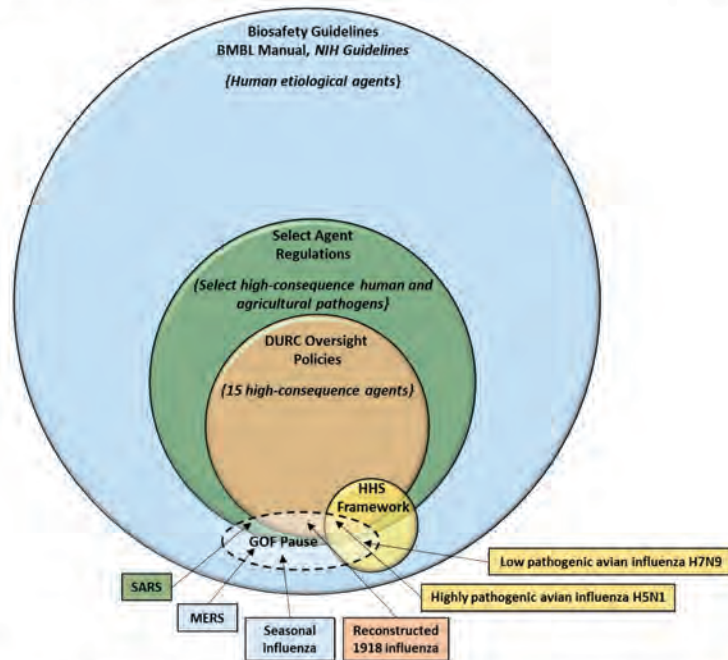 Biosafety Guidelines
BMBL Manual, NIH Guidelines
{Human etiological agents}
Select Agent
Regulations
{Select high-consequence human and
agricultural pathogens}
DURC Oversight
Policies
{15 high-consequence agents}
HHS
Framework
GOF Pause
Low pathogenic avian influenza H7N9
SARS
Highly pathogenic avian influenza H5N1
MERS
Seasonal
Influenza
Reconstructed
1918 influenza